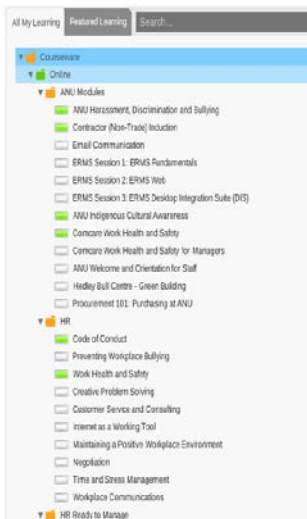 All My Learning
Featured Learning
Search...
Courseware
Online
ANU Modules
ANU Harassment, Discrimination and Bullying
Contractor (Non-Trade) Induction
Email Communication
ERMS Session 1: ERMS Fundamentals
ERMS Session 2: ERMS Web
ERMS Session 3: ERMS Desktop Integration Suite (DIS)
ANU Indigenous Cultural Awareness
Comcare Work Health and Safety
Comcare Work Health and Safety for Managers
ANU Welcome and Orientation for Staff
Hedley Bull Centre - Green Building
Procurement 101: Purchasing at ANU
HR
Code of Conduct
Preventing Workplace Bullying
Work Health and Safety
Creative Problem Solving
Customer Service and Consulting
Internet as a Working Tool
Maintaining a Positive Workplace Environment
Negotiation
Time and Stress Management
Workplace Communications
HR Ready to Manage